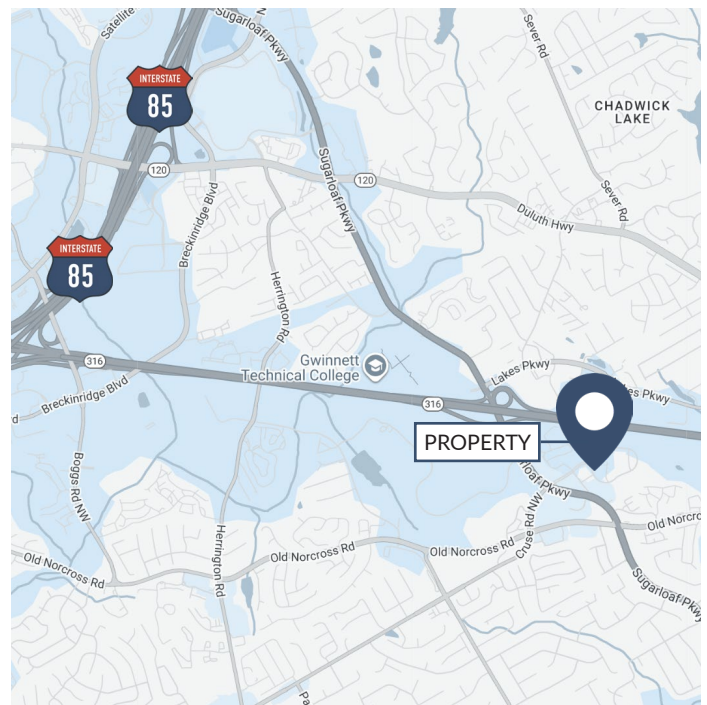 Satellite
Sugarloaf Pkwy
N
Sever Rd
INTERSTATE
85
CHADWICK
LAKE
120
Sugarloaf Pkwy
120
Breckinridge Blvd
Sever Rd
Duluth Hwy
INTERSTATE
85
Herrington Rd
316
Gwinnett
Technical College
Lakes Pkwy
Lakes Pkwy
Breckinridge Blvd
316
PROPERTY
Boggs Rd NW
Cruse Rd NW
Old Norcross Rd
Herrington Rd
Old Norcross Rd
Old Norcross Rd
Old Norcross
Sugarloaf Pkwy